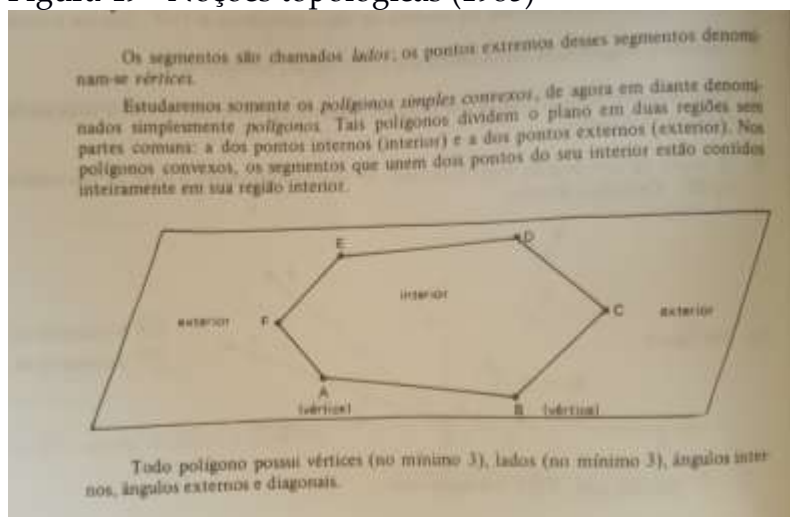 Figura 19 – Noções topológicas (1985)
Os segmentos são chamados lados; os pontos extremos desses segmentos denomi-
nam-se vértices.
Estudaremos somente os polígonos simples convexos, de agora em diante denomi-
nados simplesmente polígonos. Tais polígonos dividem o plano em duas regiões sem
partes comuns: a dos pontos internos (interior) e a dos pontos externos (exterior). Nos
polígonos convexos, os segmentos que unem dois pontos do seu interior estão contidos
inteiramente em sua região interior.
E
D
interior
exterior
F
C
exterior
A
(vértice)
B
(vértice)
Todo polígono possui vértices (no mínimo 3), lados (no mínimo 3), ângulos inter-
nos, ângulos externos e diagonais.